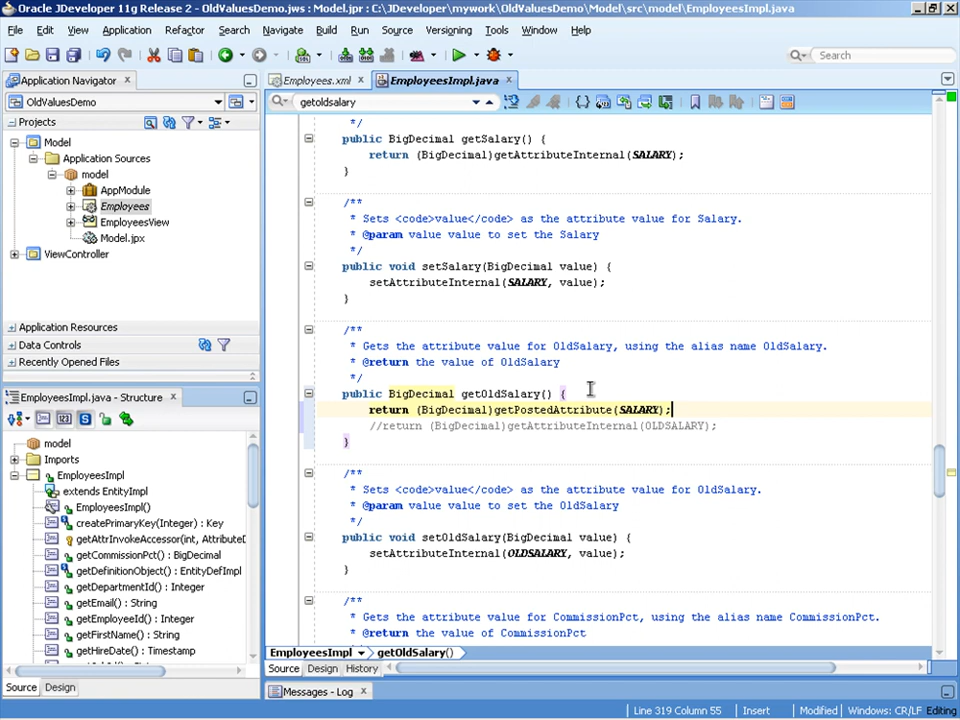 Oracle JDeveloper 11g Release 2 - OldValuesDemo.jws : Model.jpr : C:\JDeveloper\mywork\OldValuesDemo\Model\src\model\EmployeesImpl.java
File Edit View Application Refactor Search Navigate Build Run Source Versioning Tools Window Help
Search
Application Navigator
OldValuesDemo
Projects
Model
Application Sources
model
AppModule
Employees
EmployeesView
Model.jpx
ViewController
Application Resources
Data Controls
Recently Opened Files
EmployeesImpl.java - Structure
model
Imports
EmployeesImpl
extends EntityImpl
EmployeesImpl()
createPrimaryKey(Integer) : Key
getAttrInvokeAccessor(int, AttributeD
getCommissionPct() : BigDecimal
getDefinitionObject() : EntityDefImpl
getDepartmentId() : Integer
getEmail() : String
getEmployeeId() : Integer
getFirstName() : String
getHireDate() : Timestamp
Source Design
Employees.xml EmployeesImpl.java
getoldsalary
*/
public BigDecimal getSalary() {
return (BigDecimal)getAttributeInternal(SALARY);
}
/**
* Sets <code>value</code> as the attribute value for Salary.
* @param value value to set the Salary
*/
public void setSalary(BigDecimal value) {
setAttributeInternal(SALARY, value);
}
/**
* Gets the attribute value for OldSalary, using the alias name OldSalary.
* @return the value of OldSalary
*/
public BigDecimal getOldSalary() {
return (BigDecimal)getPostedAttribute(SALARY);
//return (BigDecimal)getAttributeInternal(OLDSALARY);
}
/**
* Sets <code>value</code> as the attribute value for OldSalary.
* @param value value to set the OldSalary
*/
public void setOldSalary(BigDecimal value) {
setAttributeInternal(OLDSALARY, value);
}
/**
* Gets the attribute value for CommissionPct, using the alias name CommissionPct.
* @return the value of CommissionPct
EmployeesImpl getOldSalary()
Source Design History
Messages - Log
Line 319 Column 55 Insert Modified Windows: CR/LF Editing